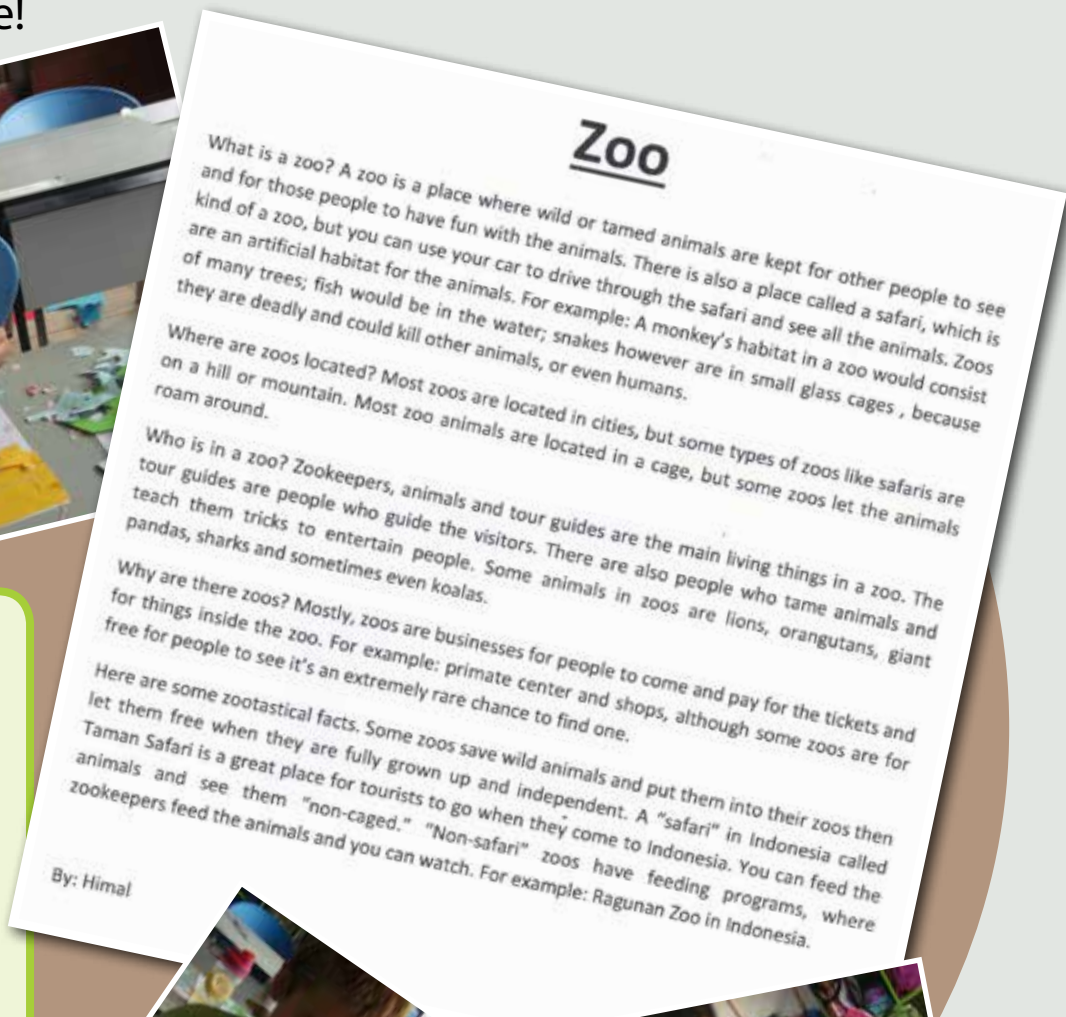 e!
Zoo
What is a zoo? A zoo is a place where wild or tamed animals are kept for other people to see
and for those people to have fun with the animals. There is also a place called a safari, which is
kind of a zoo, but you can use your car to drive through the safari and see all the animals. Zoos
are an artificial habitat for the animals. For example: A monkey's habitat in a zoo would consist
of many trees; fish would be in the water; snakes however are in small glass cages , because
they are deadly and could kill other animals, or even humans.
Where are zoos located? Most zoos are located in cities, but some types of zoos like safaris are
on a hill or mountain. Most zoo animals are located in a cage, but some zoos let the animals
roam around.
Who is in a zoo? Zookeepers, animals and tour guides are the main living things in a zoo. The
tour guides are people who guide the visitors. There are also people who tame animals and
teach them tricks to entertain people. Some animals in zoos are lions, orangutans, giant
pandas, sharks and sometimes even koalas.
Why are there zoos? Mostly, zoos are businesses for people to come and pay for the tickets and
for things inside the zoo. For example: primate center and shops, although some zoos are for
free for people to see it's an extremely rare chance to find one.
Here are some zootastical facts. Some zoos save wild animals and put them into their zoos then
let them free when they are fully grown up and independent. A "safari" in Indonesia called
Taman Safari is a great place for tourists to go when they come to Indonesia. You can feed the
animals and see them "non-caged." "Non-safari" zoos have feeding programs, where
zookeepers feed the animals and you can watch. For example: Ragunan Zoo in Indonesia.
By: Himal